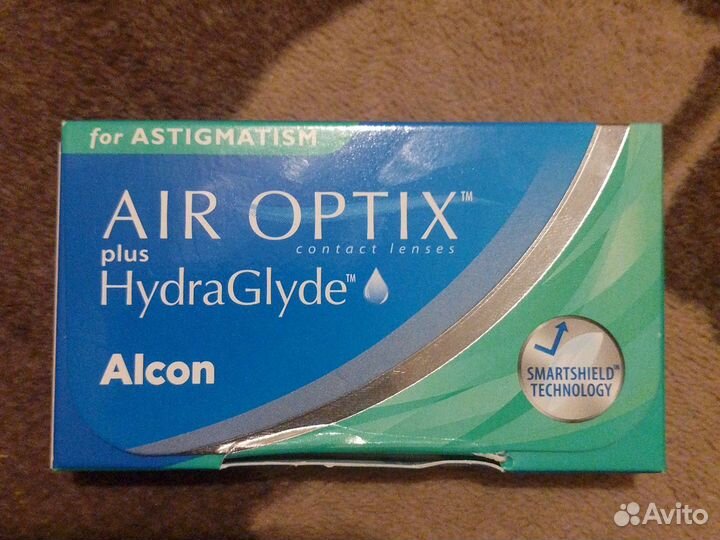 for ASTIGMATISM
AIR OPTIX™
contact lenses
plus
HydraGlyde™
Alcon
SMARTSHIELD™
TECHNOLOGY
Avito